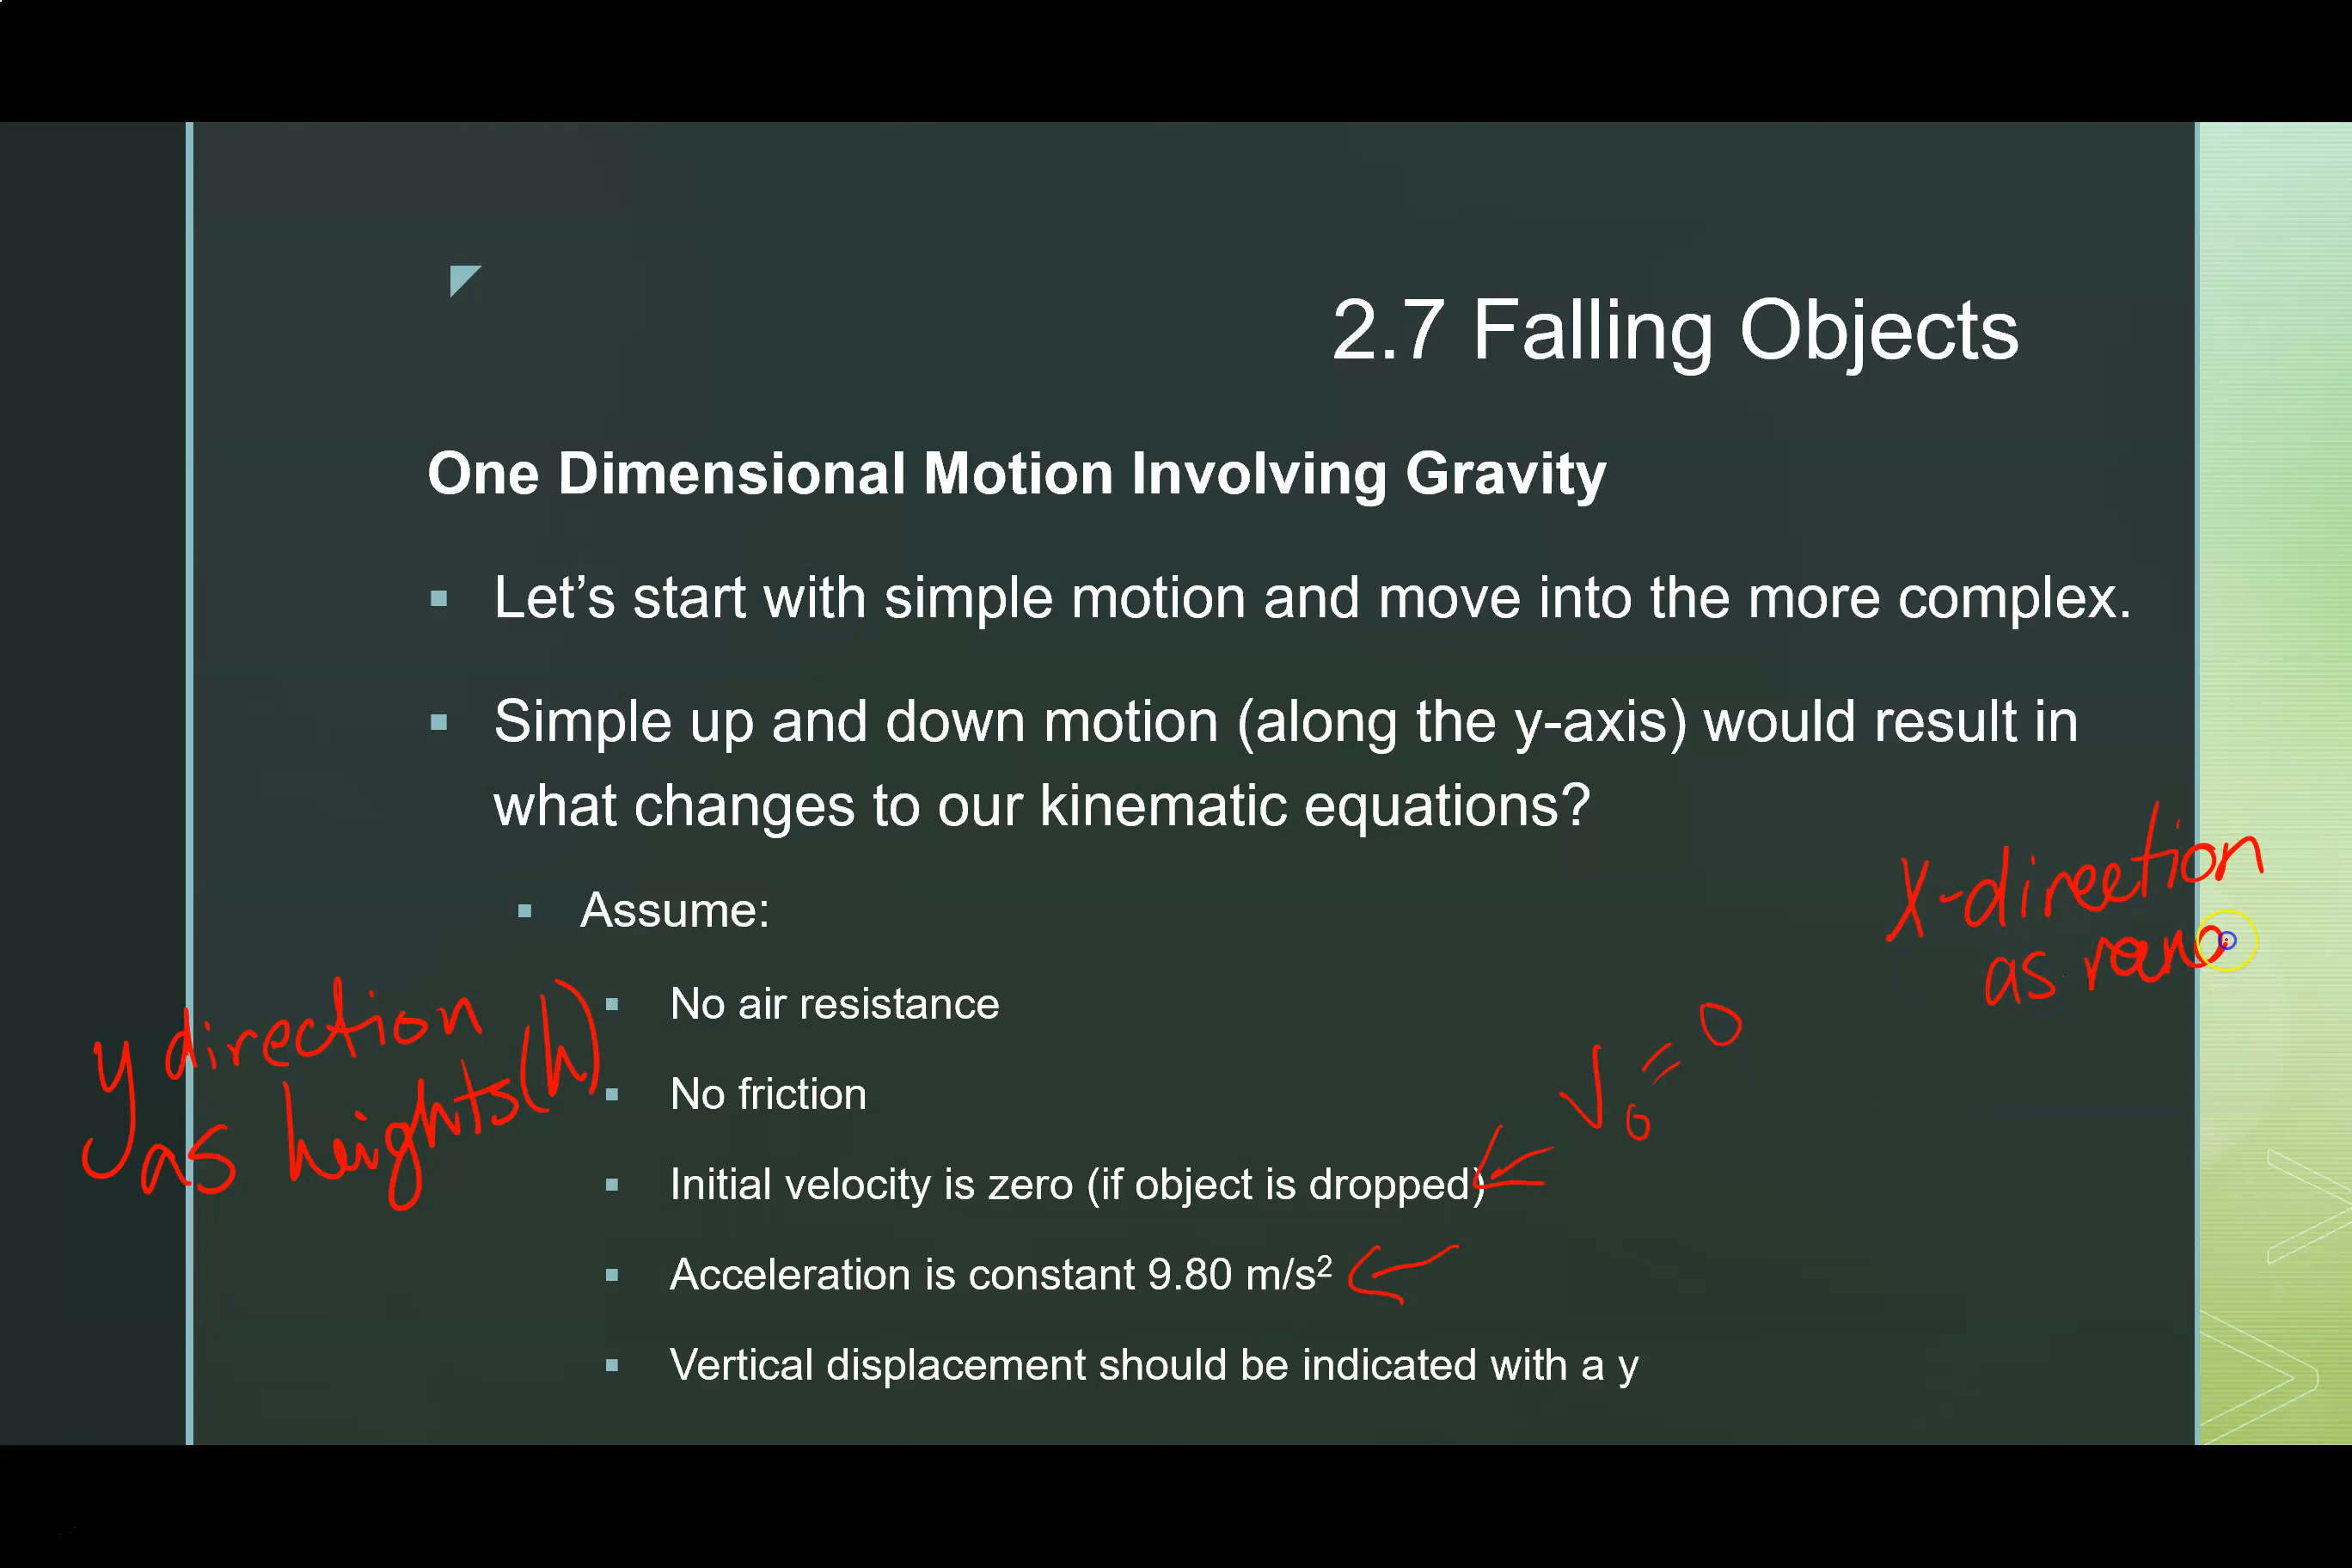 2.7 Falling Objects
One Dimensional Motion Involving Gravity
Let’s start with simple motion and move into the more complex.
Simple up and down motion (along the y-axis) would result in
what changes to our kinematic equations?
Assume:
No air resistance
No friction
Initial velocity is zero (if object is dropped)
Acceleration is constant 9.80 m/s²
Vertical displacement should be indicated with a y
y direction
as heights (h)
V₀ = 0
X-direction
as